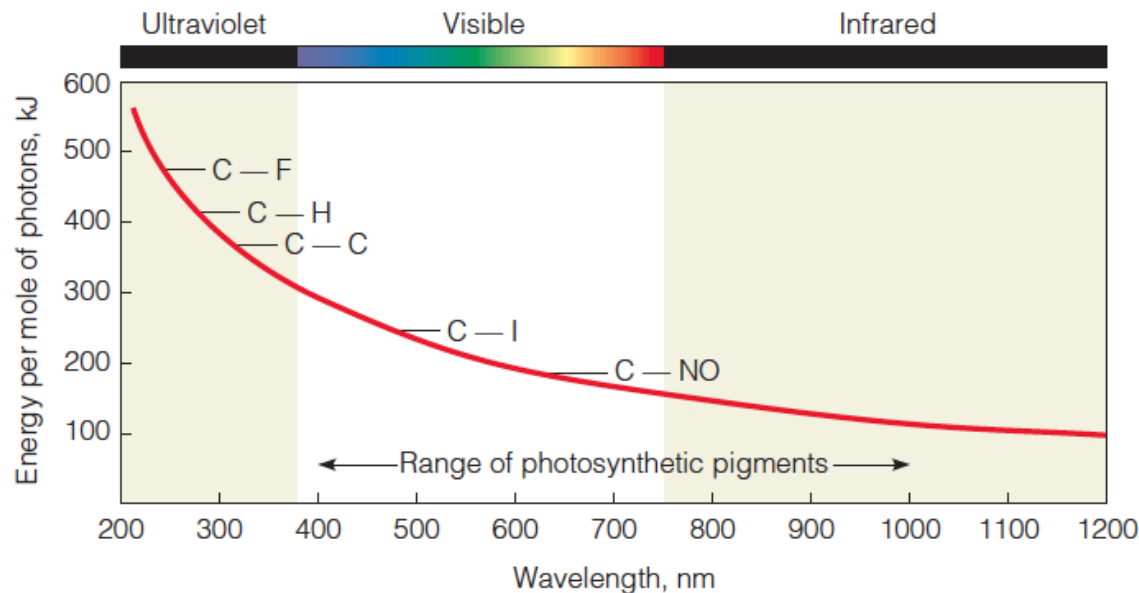 Ultraviolet Visible Infrared
Energy per mole of photons, kJ
600
500
C — F
400
C — H
C — C
300
C — I
200
C — NO
100
Range of photosynthetic pigments
200 300 400 500 600 700 800 900 1000 1100 1200
Wavelength, nm